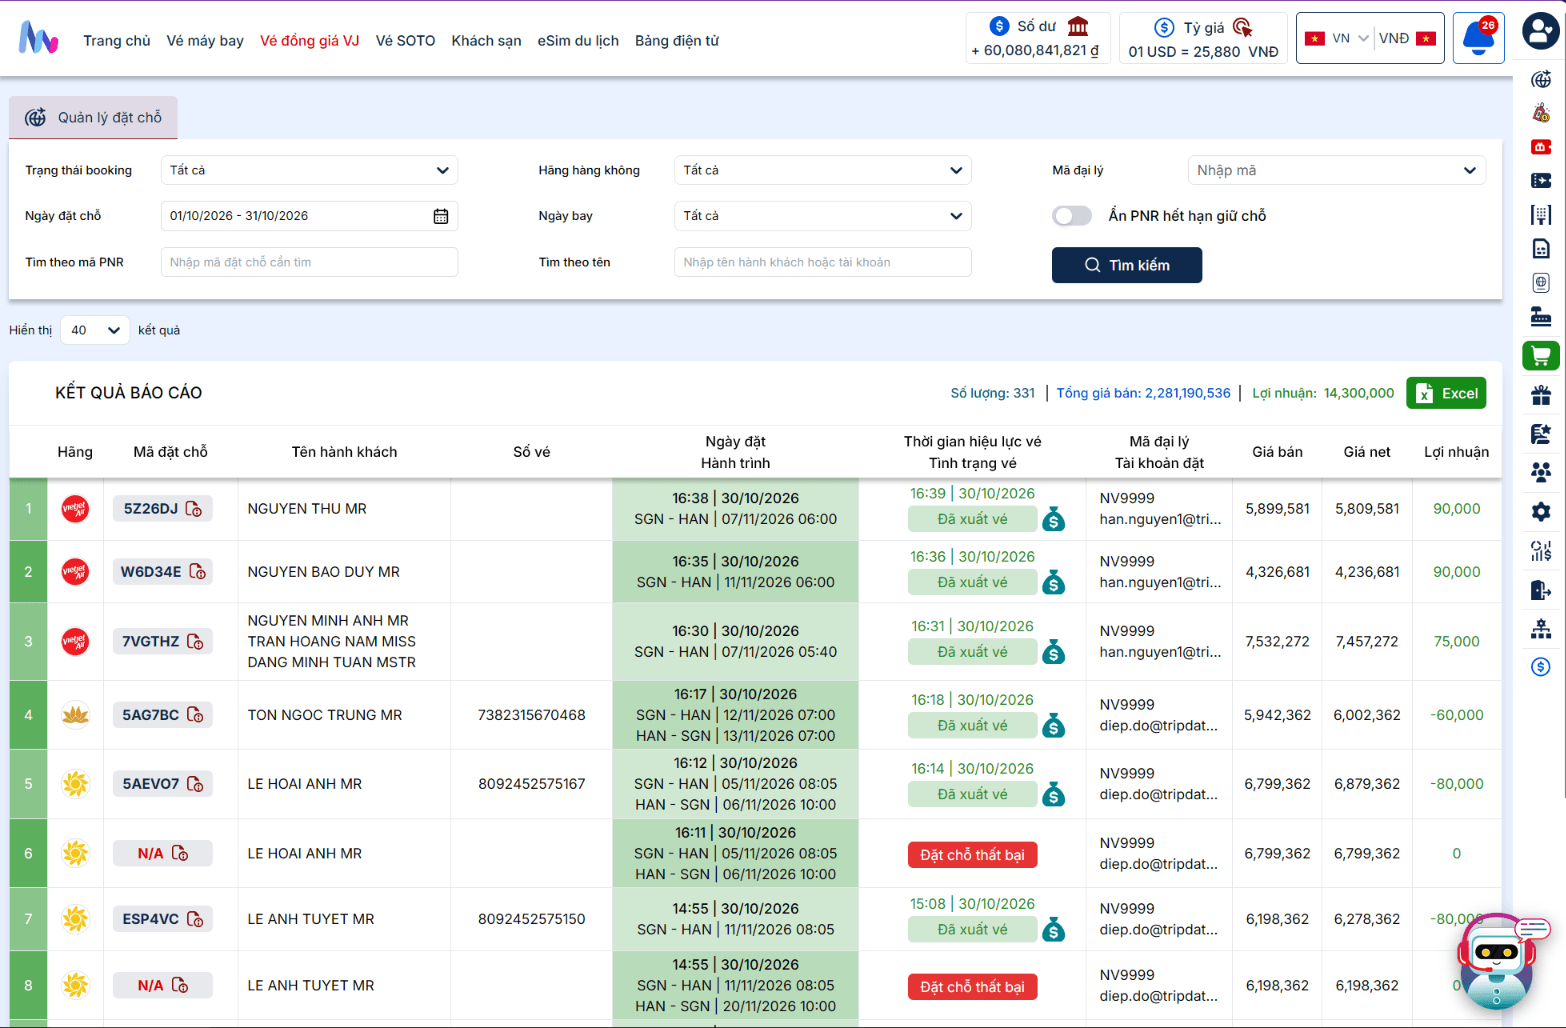 Trang chủ
Vé máy bay
Vé đồng giá VJ
Vé SOTO
Khách sạn
eSim du lịch
Bảng điện tử
Số dư
+ 60,080,841,821 ₫
Tỷ giá
01 USD = 25,880 VNĐ
VN
VNĐ
26
Quản lý đặt chỗ
Trạng thái booking
Tất cả
Hãng hàng không
Tất cả
Mã đại lý
Nhập mã
Ngày đặt chỗ
01/10/2026 - 31/10/2026
Ngày bay
Tất cả
Ẩn PNR hết hạn giữ chỗ
Tìm theo mã PNR
Nhập mã đặt chỗ cần tìm
Tìm theo tên
Nhập tên hành khách hoặc tài khoản
Tìm kiếm
Hiển thị
40
kết quả
KẾT QUẢ BÁO CÁO
Số lượng: 331 | Tổng giá bán: 2,281,190,536 | Lợi nhuận: 14,300,000
Excel
Hãng
Mã đặt chỗ
Tên hành khách
Số vé
Ngày đặt
Hành trình
Thời gian hiệu lực vé
Tình trạng vé
Mã đại lý
Tài khoản đặt
Giá bán
Giá net
Lợi nhuận
1
vietjet Air
5Z26DJ
NGUYEN THU MR
16:38 | 30/10/2026
SGN - HAN | 07/11/2026 06:00
16:39 | 30/10/2026
Đã xuất vé
NV9999
han.nguyen1@tri...
5,899,581
5,809,581
90,000
2
vietjet Air
W6D34E
NGUYEN BAO DUY MR
16:35 | 30/10/2026
SGN - HAN | 11/11/2026 06:00
16:36 | 30/10/2026
Đã xuất vé
NV9999
han.nguyen1@tri...
4,326,681
4,236,681
90,000
3
vietjet Air
7VGTHZ
NGUYEN MINH ANH MR
TRAN HOANG NAM MISS
DANG MINH TUAN MSTR
16:30 | 30/10/2026
SGN - HAN | 07/11/2026 05:40
16:31 | 30/10/2026
Đã xuất vé
NV9999
han.nguyen1@tri...
7,532,272
7,457,272
75,000
4
5AG7BC
TON NGOC TRUNG MR
7382315670468
16:17 | 30/10/2026
SGN - HAN | 12/11/2026 07:00
HAN - SGN | 13/11/2026 07:00
16:18 | 30/10/2026
Đã xuất vé
NV9999
diep.do@tripdat...
5,942,362
6,002,362
-60,000
5
5AEVO7
LE HOAI ANH MR
8092452575167
16:12 | 30/10/2026
SGN - HAN | 05/11/2026 08:05
HAN - SGN | 06/11/2026 10:00
16:14 | 30/10/2026
Đã xuất vé
NV9999
diep.do@tripdat...
6,799,362
6,879,362
-80,000
6
N/A
LE HOAI ANH MR
16:11 | 30/10/2026
SGN - HAN | 05/11/2026 08:05
HAN - SGN | 06/11/2026 10:00
Đặt chỗ thất bại
NV9999
diep.do@tripdat...
6,799,362
6,799,362
0
7
ESP4VC
LE ANH TUYET MR
8092452575150
14:55 | 30/10/2026
SGN - HAN | 11/11/2026 08:05
15:08 | 30/10/2026
Đã xuất vé
NV9999
diep.do@tripdat...
6,198,362
6,278,362
-80,000
8
N/A
LE ANH TUYET MR
14:55 | 30/10/2026
SGN - HAN | 11/11/2026 08:05
HAN - SGN | 20/11/2026 10:00
Đặt chỗ thất bại
NV9999
diep.do@tripdat...
6,198,362
6,198,362
0